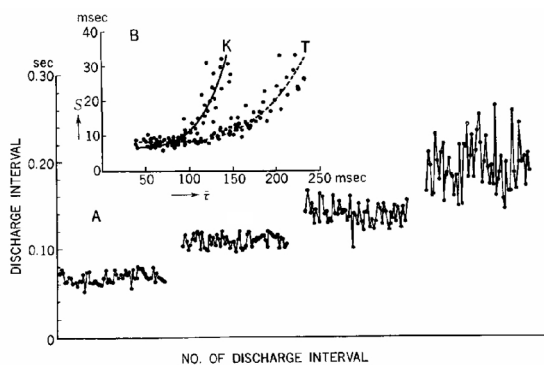 msec
B
K
T
40
30
S
20
10
0
50
100
150
200
250 msec
→ τ̄
sec
0.30
0.20
0.10
0
DISCHARGE INTERVAL
A
NO. OF DISCHARGE INTERVAL